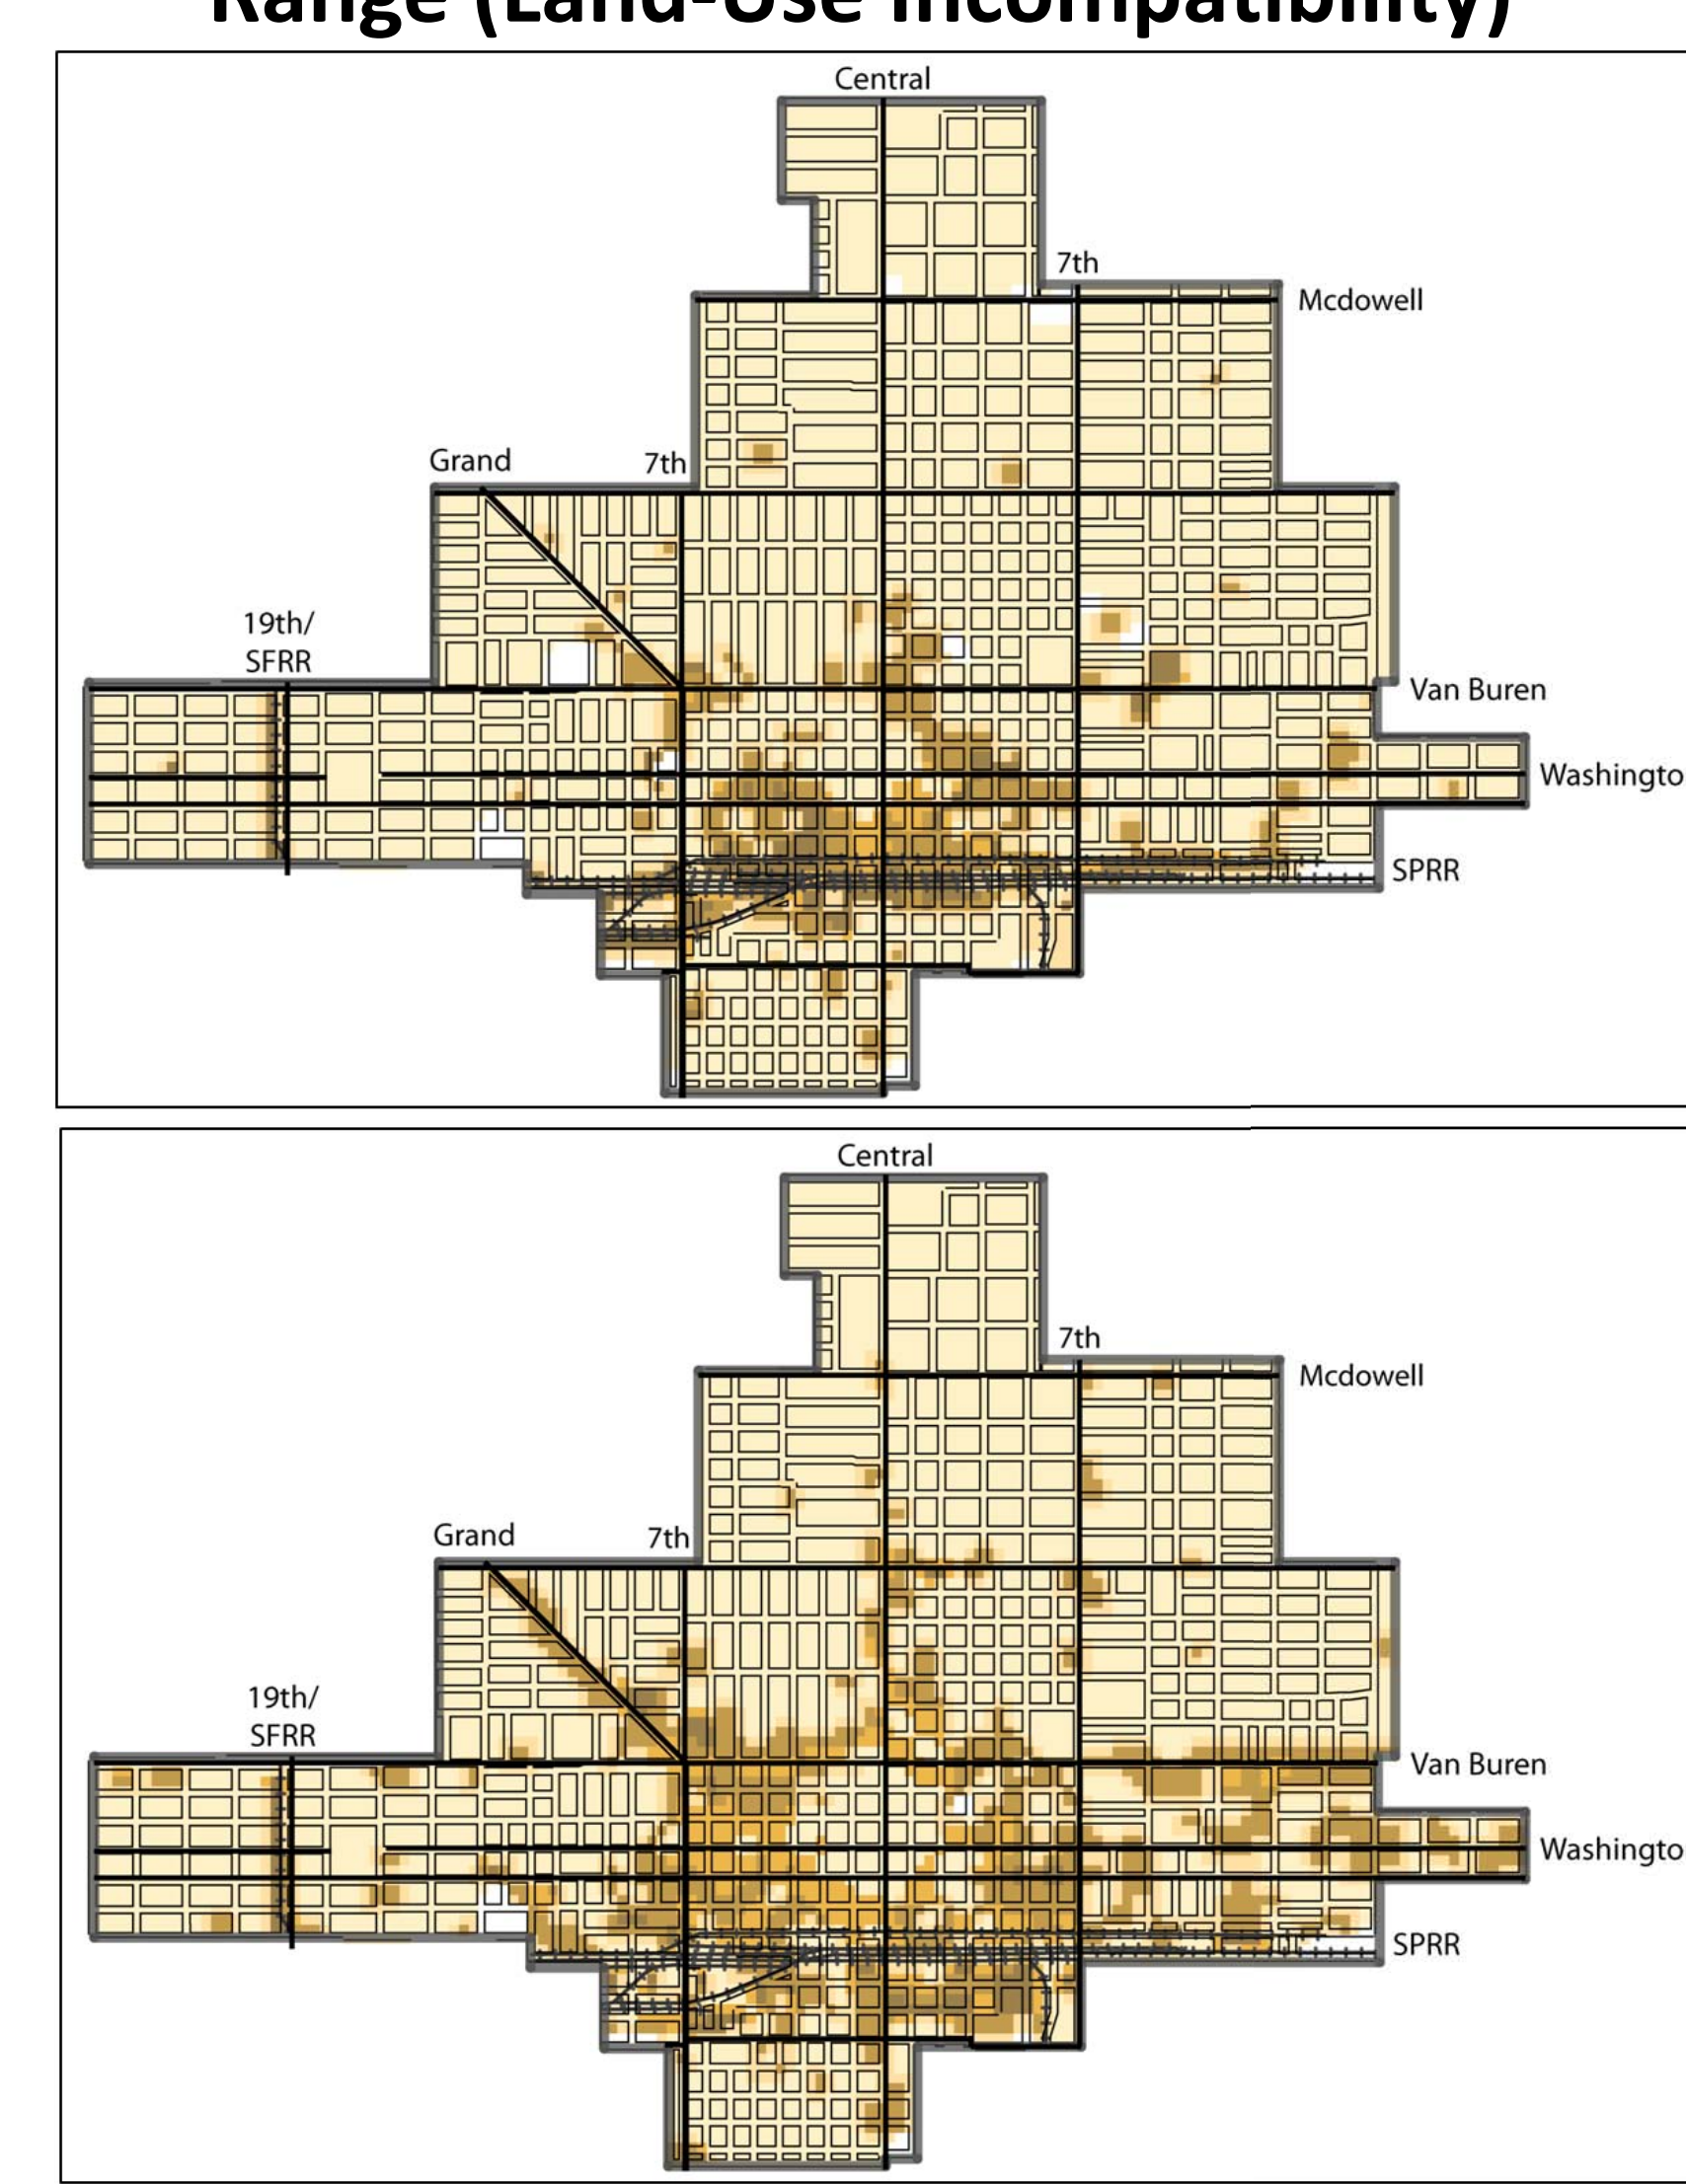 Range (Land-Use Incompatibility)
Central
7th
Mcdowell
Grand
7th
19th/
SFRR
Van Buren
Washingto
SPRR
Central
7th
Mcdowell
Grand
7th
19th/
SFRR
Van Buren
Washingto
SPRR